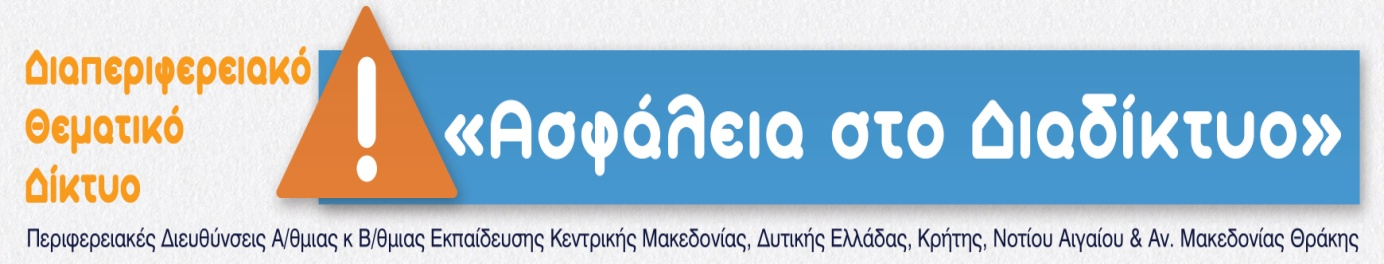 Διαπεριφερειακό
Θεματικό
Δίκτυο
!
«Ασφάλεια στο Διαδίκτυο»
Περιφερειακές Διευθύνσεις Α/θμιας κ Β/θμιας Εκπαίδευσης Κεντρικής Μακεδονίας, Δυτικής Ελλάδας, Κρήτης, Νοτίου Αιγαίου & Αν. Μακεδονίας Θράκης